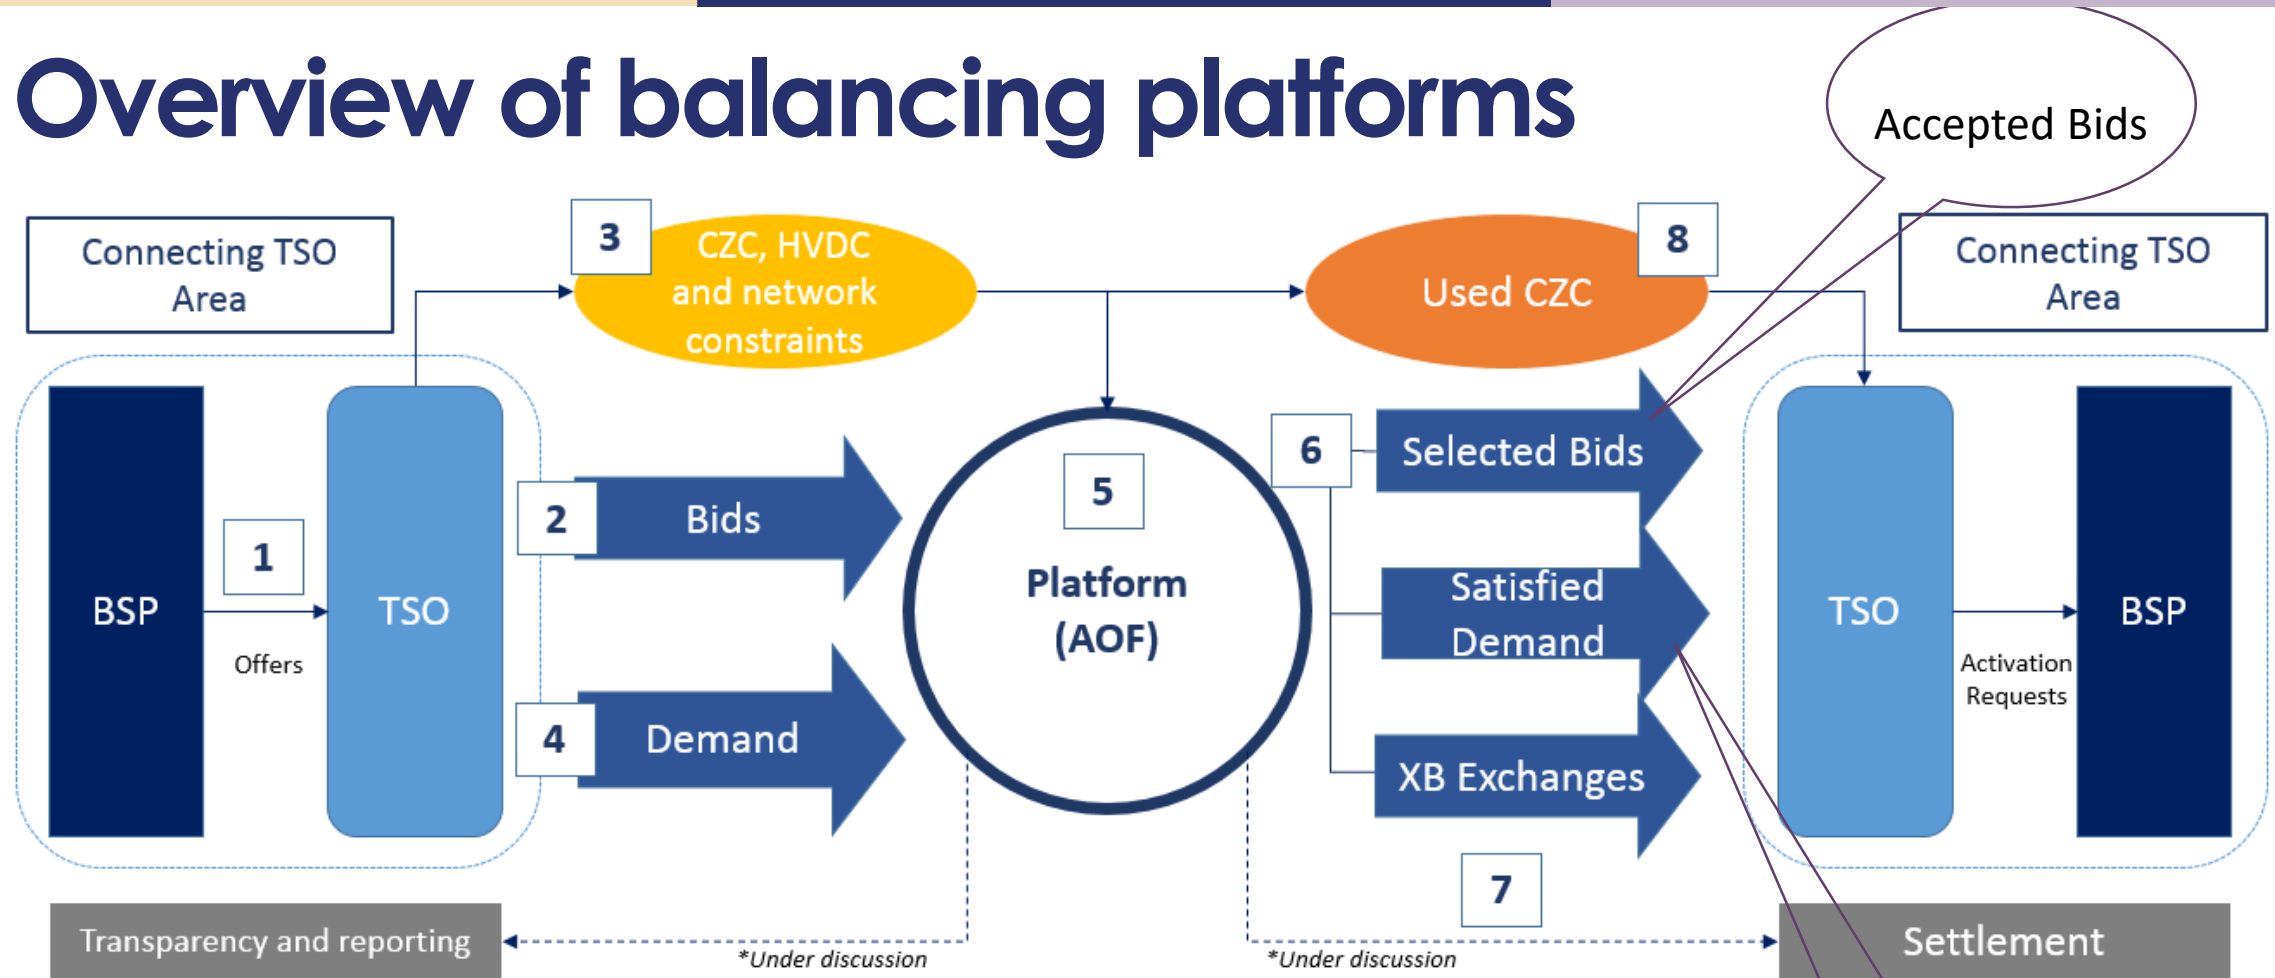 Overview of balancing platforms
Accepted Bids
Connecting TSO
Area
3
CZC, HVDC
and network
constraints
Used CZC
8
Connecting TSO
Area
BSP
1
Offers
TSO
2
Bids
4
Demand
5
Platform
(AOF)
6
Selected Bids
Satisfied
Demand
XB Exchanges
7
TSO
Activation
Requests
BSP
Transparency and reporting
*Under discussion
*Under discussion
Settlement